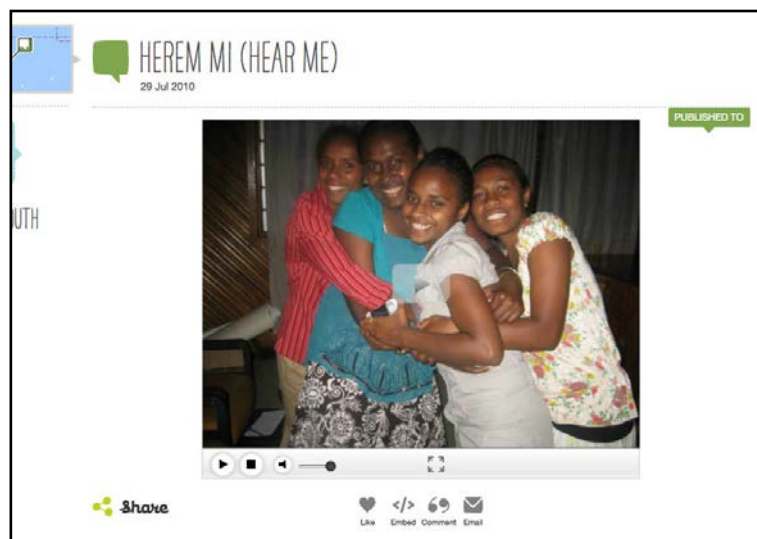 HEREM MI (HEAR ME)
29 Jul 2010
PUBLISHED TO
UTH
Share
Like Embed Comment Email